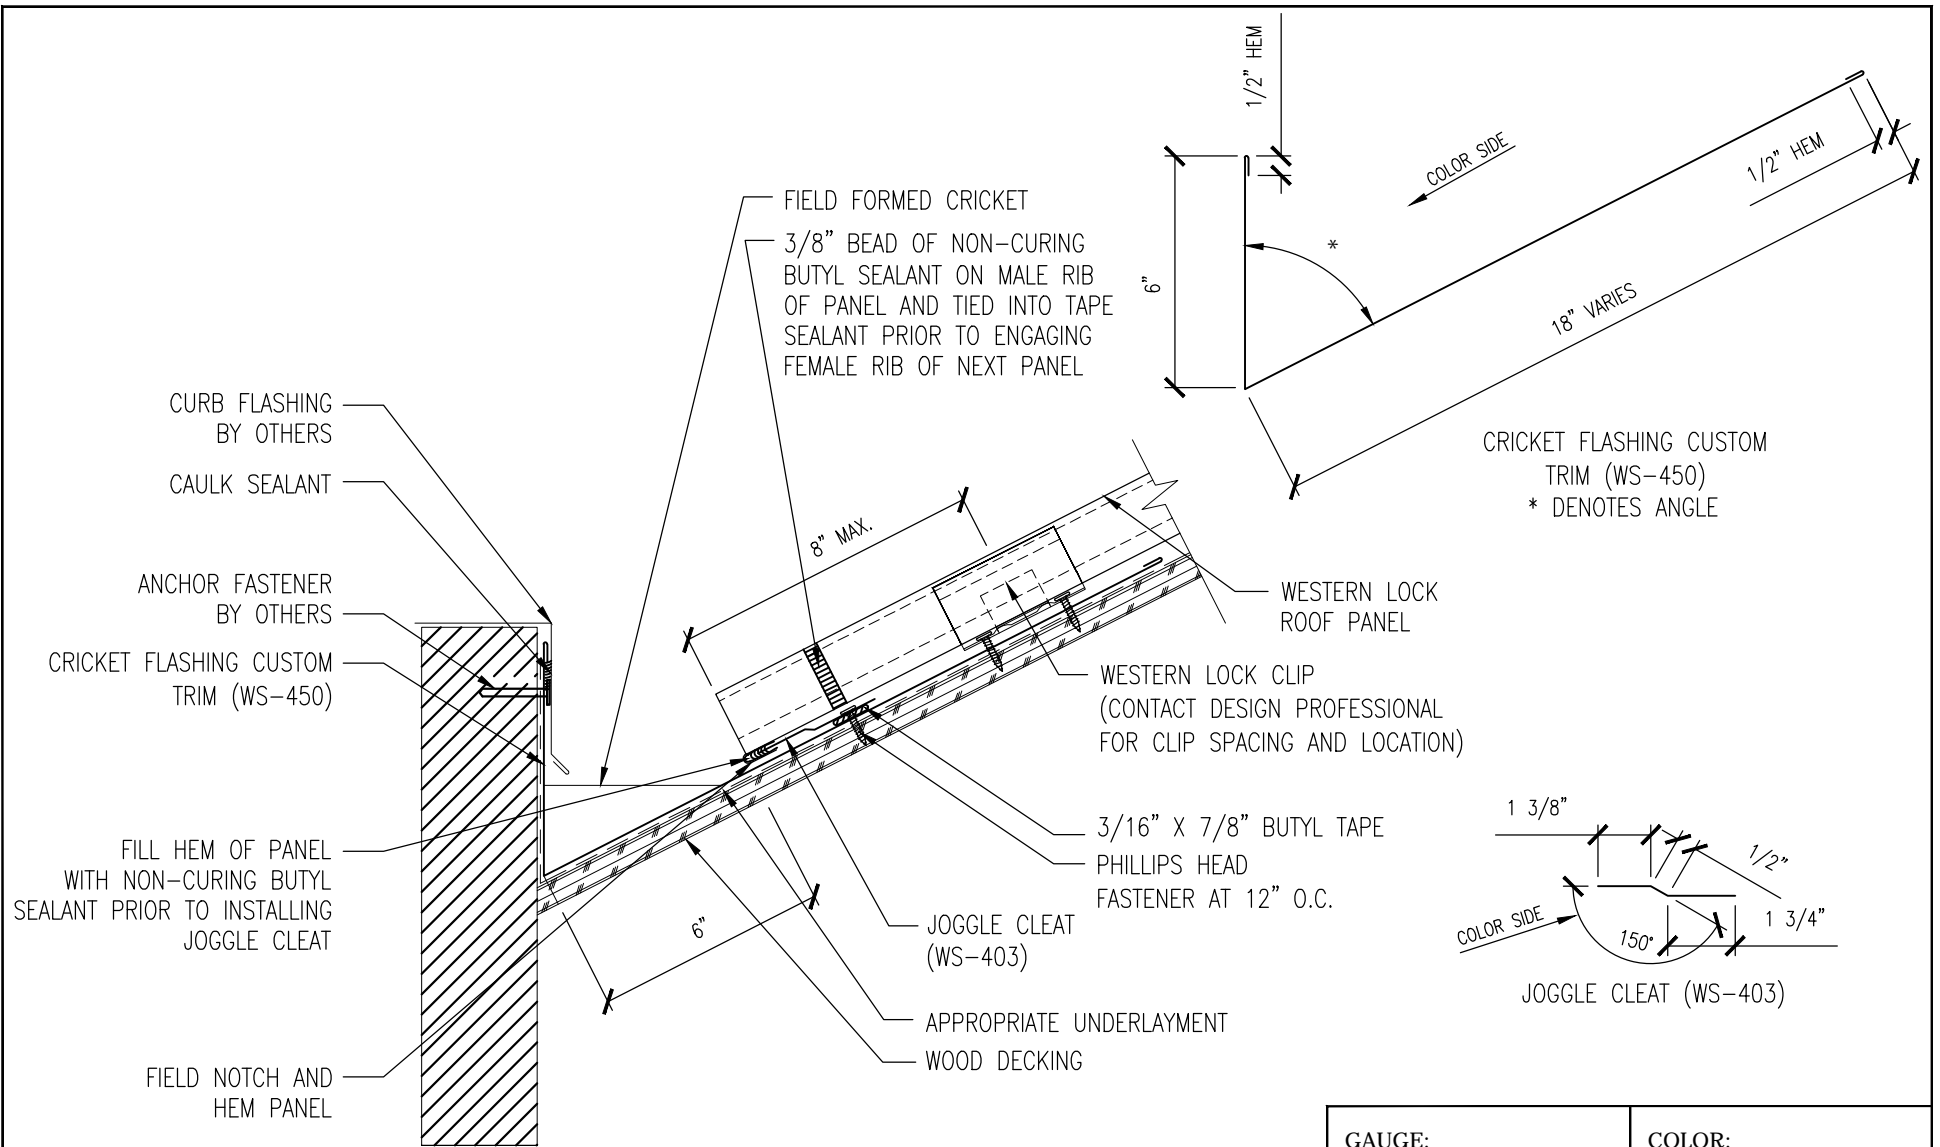 1/2” HEM
COLOR SIDE
1/2” HEM
*
6”
18” VARIES
CRICKET FLASHING CUSTOM
TRIM (WS-450)
* DENOTES ANGLE
FIELD FORMED CRICKET
3/8” BEAD OF NON-CURING
BUTYL SEALANT ON MALE RIB
OF PANEL AND TIED INTO TAPE
SEALANT PRIOR TO ENGAGING
FEMALE RIB OF NEXT PANEL
CURB FLASHING
BY OTHERS
CAULK SEALANT
ANCHOR FASTENER
BY OTHERS
CRICKET FLASHING CUSTOM
TRIM (WS-450)
FILL HEM OF PANEL
WITH NON-CURING BUTYL
SEALANT PRIOR TO INSTALLING
JOGGLE CLEAT
FIELD NOTCH AND
HEM PANEL
8” MAX.
6”
WESTERN LOCK
ROOF PANEL
WESTERN LOCK CLIP
(CONTACT DESIGN PROFESSIONAL
FOR CLIP SPACING AND LOCATION)
3/16” X 7/8” BUTYL TAPE
PHILLIPS HEAD
FASTENER AT 12” O.C.
JOGGLE CLEAT
(WS-403)
APPROPRIATE UNDERLAYMENT
WOOD DECKING
1 3/8”
1/2”
1 3/4”
COLOR SIDE
150°
JOGGLE CLEAT (WS-403)
GAUGE:
COLOR: